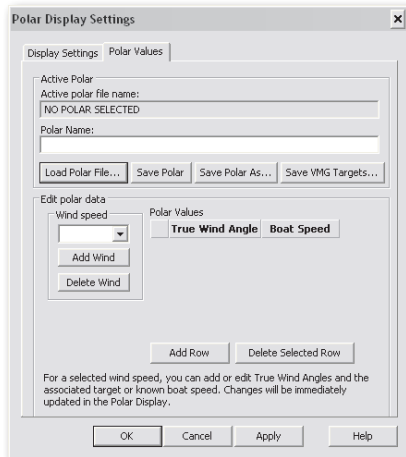 Polar Display Settings
Display Settings Polar Values
Active Polar
Active polar file name:
NO POLAR SELECTED
Polar Name:
Load Polar File... Save Polar Save Polar As... Save VMG Targets...
Edit polar data
Wind speed
Polar Values
True Wind Angle Boat Speed
Add Wind
Delete Wind
Add Row Delete Selected Row
For a selected wind speed, you can add or edit True Wind Angles and the
associated target or known boat speed. Changes will be immediately
updated in the Polar Display.
OK Cancel Apply Help